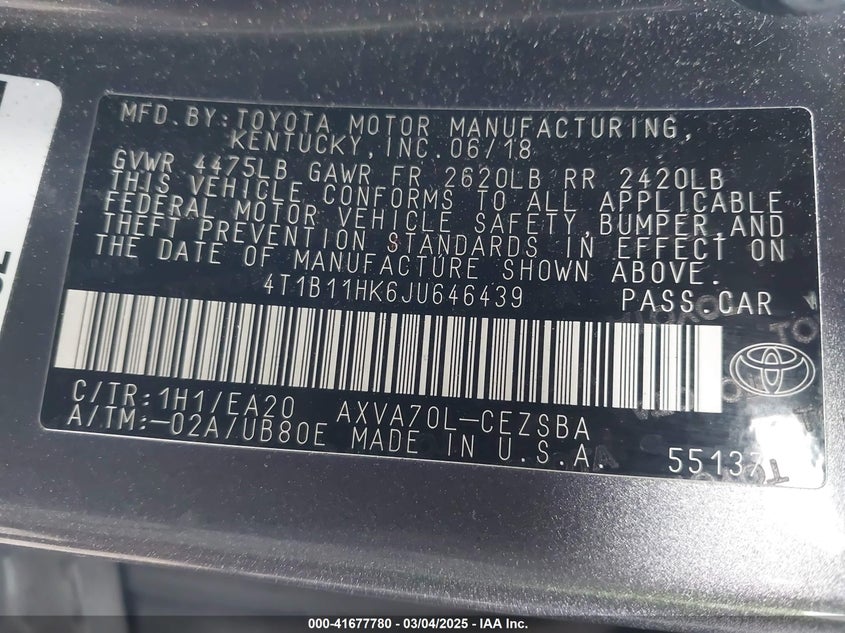 MFD.BY:TOYOTA MOTOR MANUFACTURING,
KENTUCKY,INC.06/18
GVWR 4475LB GAWR FR 2620LB RR 2420LB
THIS VEHICLE CONFORMS TO ALL APPLICABLE
FEDERAL MOTOR VEHICLE SAFETY,BUMPER,AND
THEFT PREVENTION STANDARDS IN EFFECT ON
THE DATE OF MANUFACTURE SHOWN ABOVE.
4T1B11HK6JU646439 PASS.CAR
C/TR:1H1/EA20 AXVA70L-CEZSBA
A/TM:-02A/UB80E MADE IN U.S.A. 55137
000-41677780 — 03/04/2025 — IAA Inc.